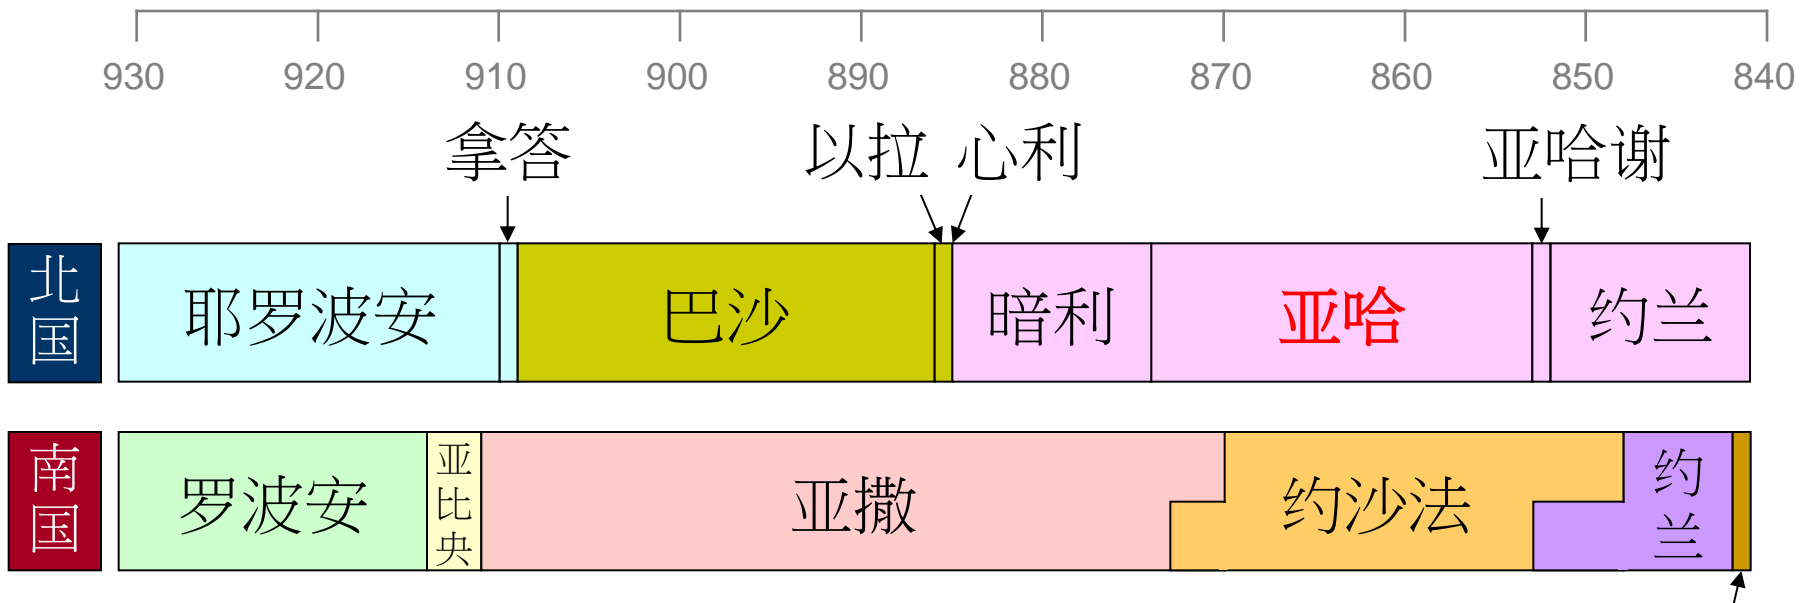 930 920 910 900 890 880 870 860 850 840
拿答 以拉 心利 亚哈谢
北国 耶罗波安 巴沙 暗利 亚哈 约兰
南国 罗波安 亚比央 亚撒 约沙法 约兰